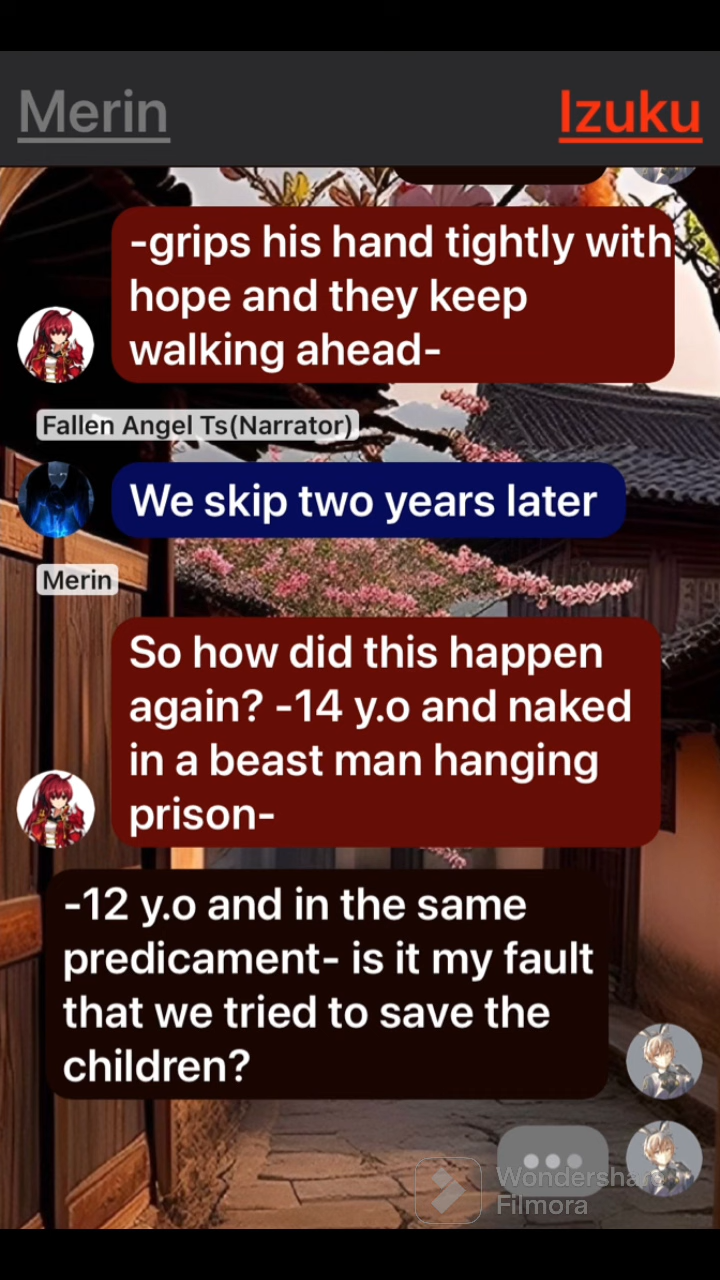 Merin
Izuku
-grips his hand tightly with
hope and they keep
walking ahead-
Fallen Angel Ts(Narrator)
We skip two years later
Merin
So how did this happen
again? -14 y.o and naked
in a beast man hanging
prison-
-12 y.o and in the same
predicament- is it my fault
that we tried to save the
children?
Wondershare
Filmora